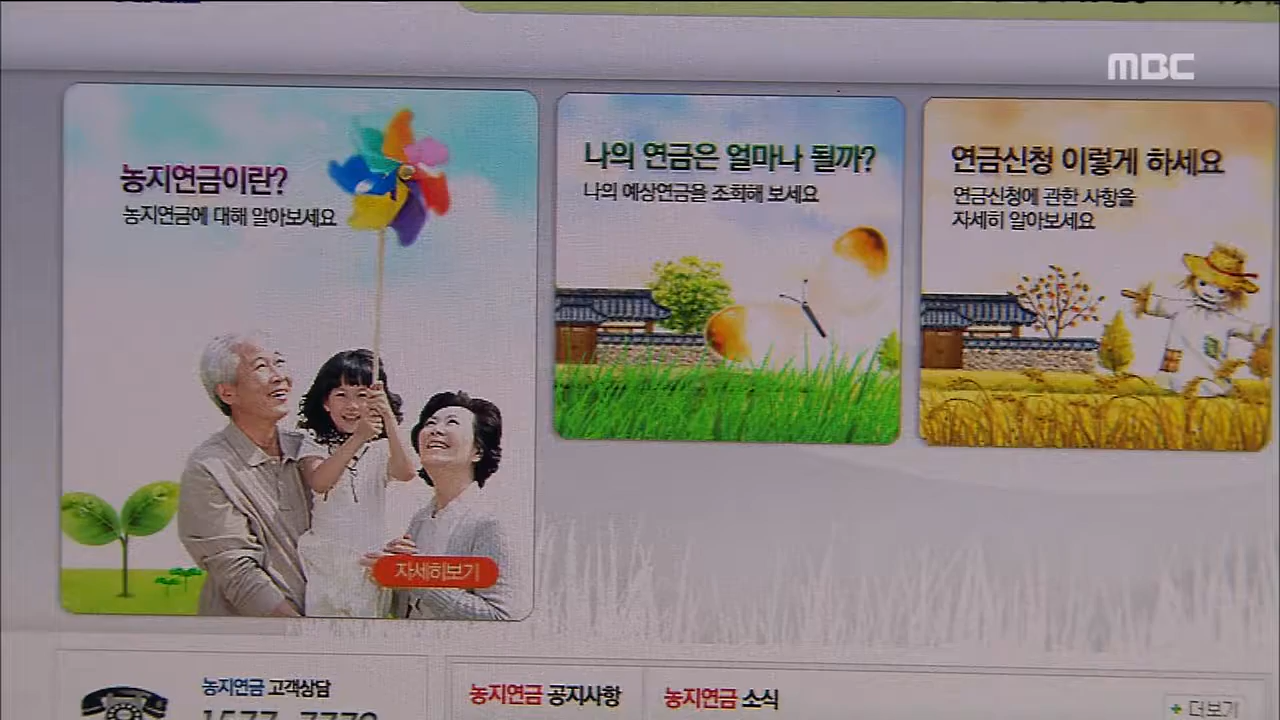 MBC
농지연금이란?
농지연금에 대해 알아보세요
자세히보기
나의 연금은 얼마나 될까?
나의 예상연금을 조회해 보세요
연금신청 이렇게 하세요
연금신청에 관한 사항을
자세히 알아보세요
농지연금 고객상담
농지연금 공지사항
농지연금 소식
+ 더보기